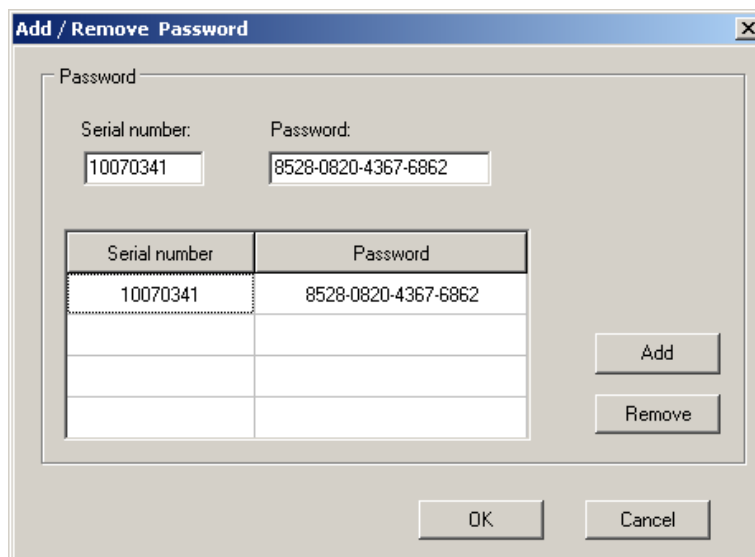 Add / Remove Password
Password
Serial number: Password:
10070341 8528-0820-4367-6862
Serial number Password
10070341 8528-0820-4367-6862
Add
Remove
OK Cancel